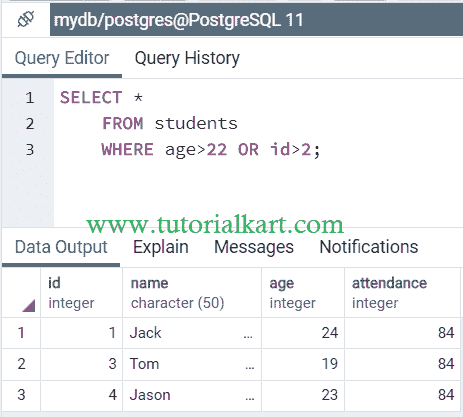 mydb/postgres@PostgreSQL 11
Query Editor Query History
1 SELECT *
2 FROM students
3 WHERE age>22 OR id>2;
www.tutorialkart.com
Data Output Explain Messages Notifications
id name age attendance
integer character (50) integer integer
1 1 Jack ... 24 84
2 3 Tom ... 19 84
3 4 Jason ... 23 84